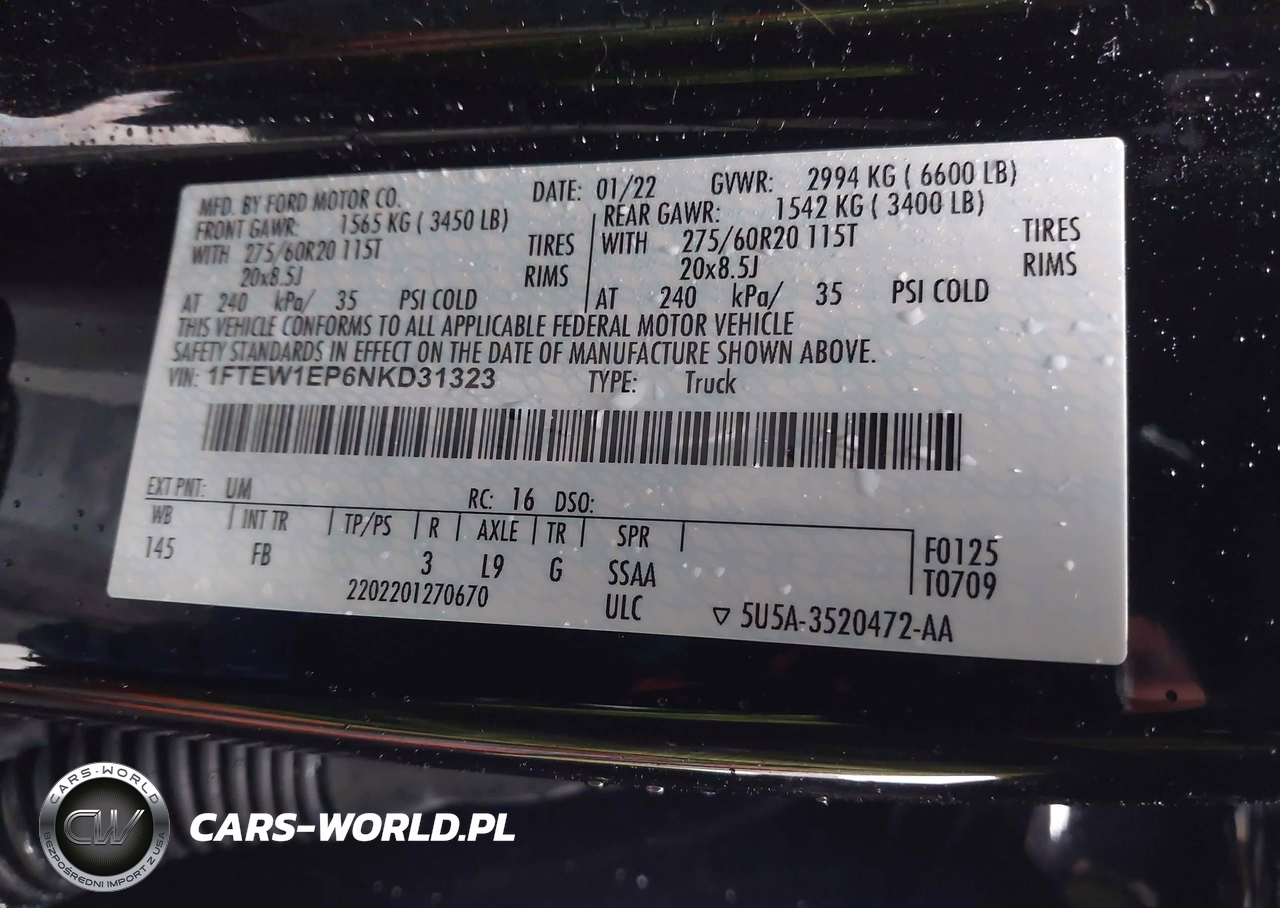 MFD. BY FORD MOTOR CO. DATE: 01/22 GVWR: 2994 KG ( 6600 LB)
FRONT GAWR: 1565 KG ( 3450 LB) REAR GAWR: 1542 KG ( 3400 LB)
WITH 275/60R20 115T TIRES WITH 275/60R20 115T TIRES
20x8.5J RIMS 20x8.5J RIMS
AT 240 kPa/ 35 PSI COLD AT 240 kPa/ 35 PSI COLD
THIS VEHICLE CONFORMS TO ALL APPLICABLE FEDERAL MOTOR VEHICLE
SAFETY STANDARDS IN EFFECT ON THE DATE OF MANUFACTURE SHOWN ABOVE.
VIN: 1FTEW1EP6NKD31323 TYPE: Truck
EXT PNT: UM RC: 16 DSO:
WB INT TR TP/PS R AXLE TR SPR F0125
145 FB 3 L9 G SSAA T0709
2202201270670 ULC ▽ 5U5A-3520472-AA
CARS-WORLD
CW
BEZPOŚREDNI IMPORT Z USA
CARS-WORLD.PL